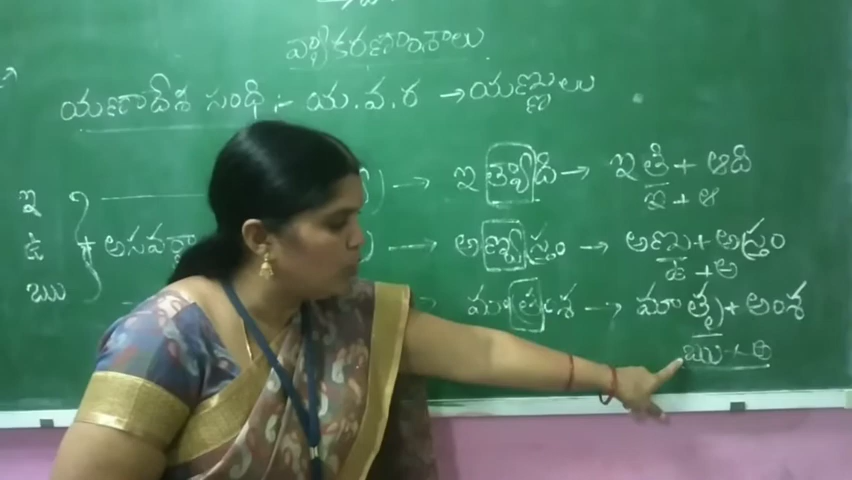 వ్యాకరణాంశాలు
యణాదేశ సంధి :- య.వ.ర → యణ్ణులు
ఇ → ఇత్యాది → ఇతి + ఆది
ఇ + ఆ
ఉ + అసవర్ణా → అణ్వస్త్రం → అణు + అస్త్రం
ఉ + అ
ఋ మాత్రంశ → మాతృ + అంశ
ఋ + అ